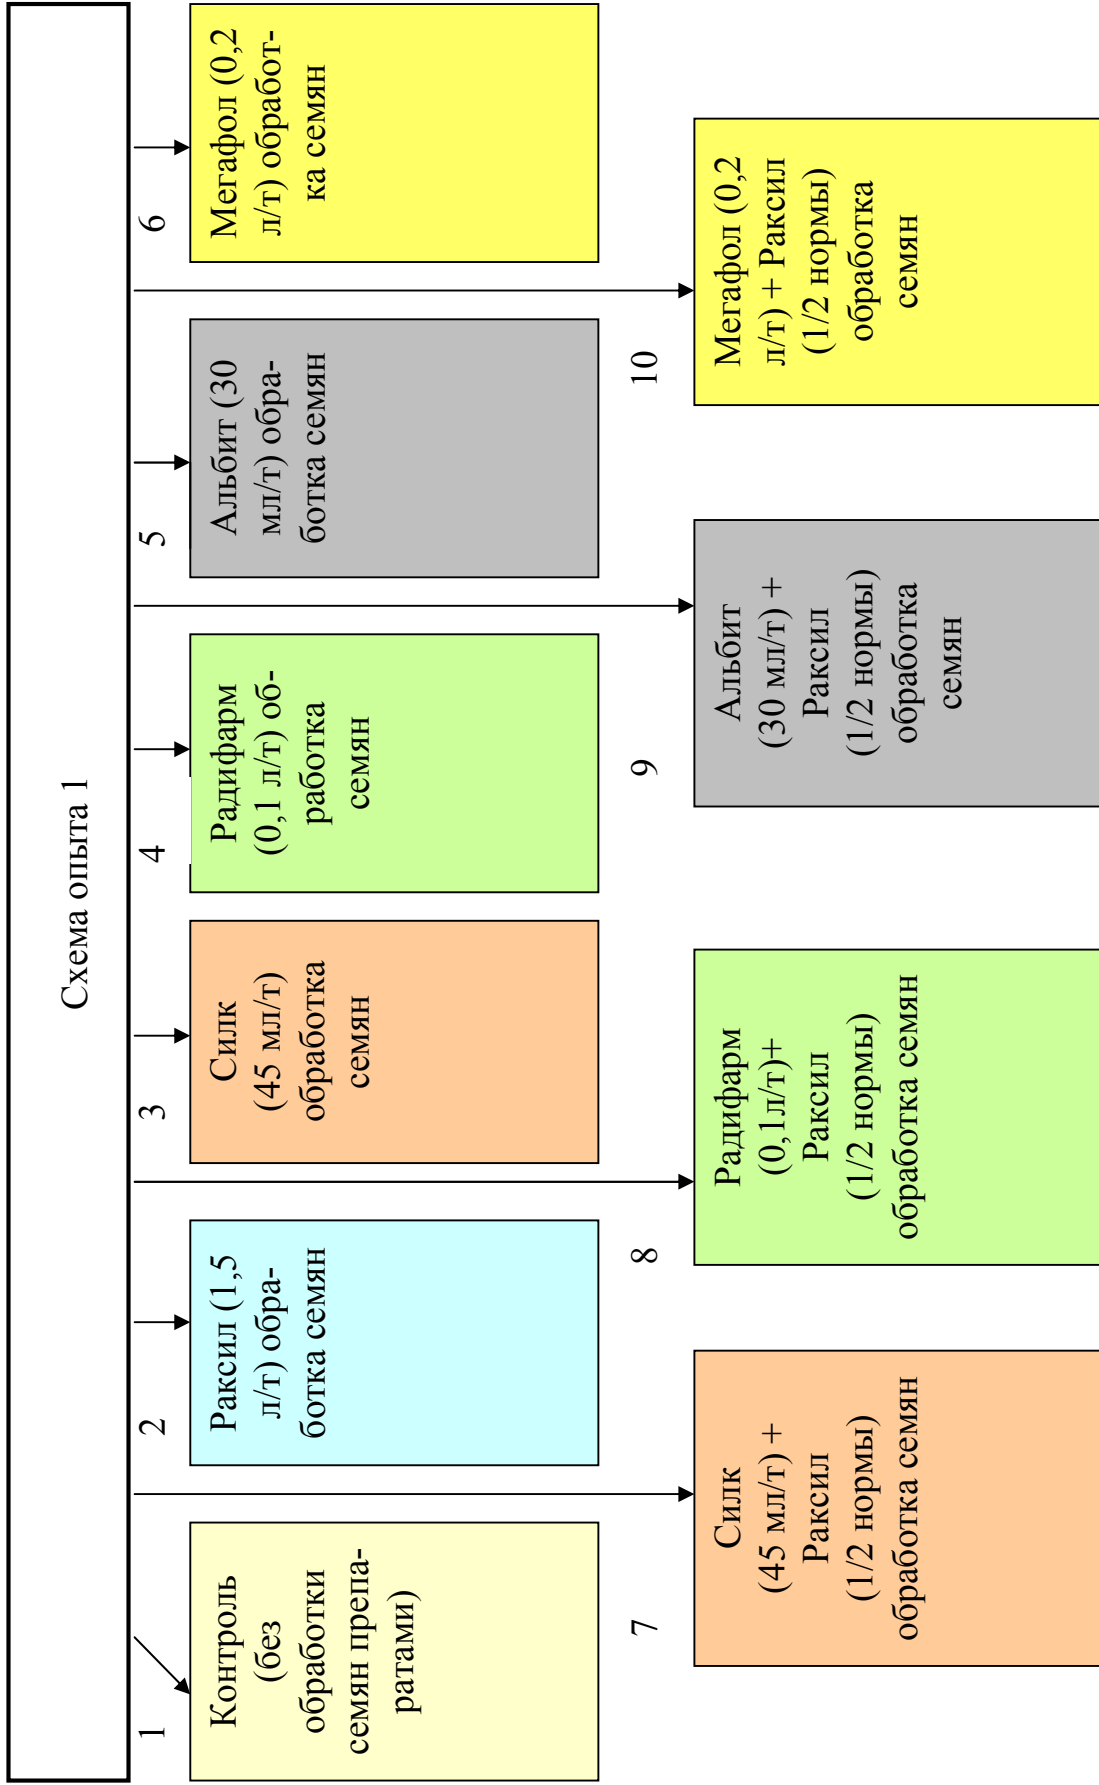 Схема опыта 1
1
Контроль
(без
обработки
семян препа-
ратами)
2
Раксил (1,5
л/т) обра-
ботка семян
3
Силк
(45 мл/т)
обработка
семян
4
Радифарм
(0,1 л/т) об-
работка
семян
5
Альбит (30
мл/т) обра-
ботка семян
6
Мегафол (0,2
л/т) обработ-
ка семян
7
Силк
(45 мл/т) +
Раксил
(1/2 нормы)
обработка семян
8
Радифарм
(0,1л/т)+
Раксил
(1/2 нормы)
обработка семян
9
Альбит
(30 мл/т) +
Раксил
(1/2 нормы)
обработка
семян
10
Мегафол (0,2
л/т) + Раксил
(1/2 нормы)
обработка
семян